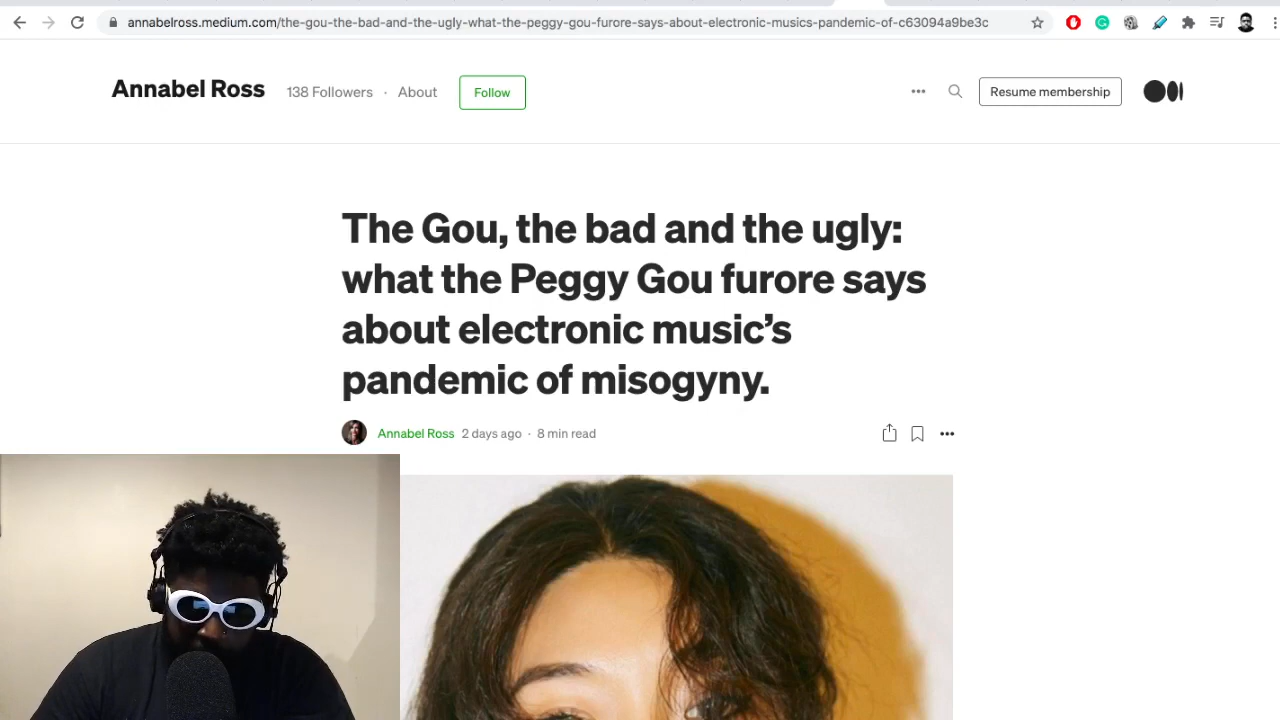 annabelross.medium.com/the-gou-the-bad-and-the-ugly-what-the-peggy-gou-furore-says-about-electronic-musics-pandemic-of-c63094a9be3c
Annabel Ross 138 Followers · About Follow Resume membership
The Gou, the bad and the ugly:
what the Peggy Gou furore says
about electronic music’s
pandemic of misogyny.
Annabel Ross 2 days ago · 8 min read